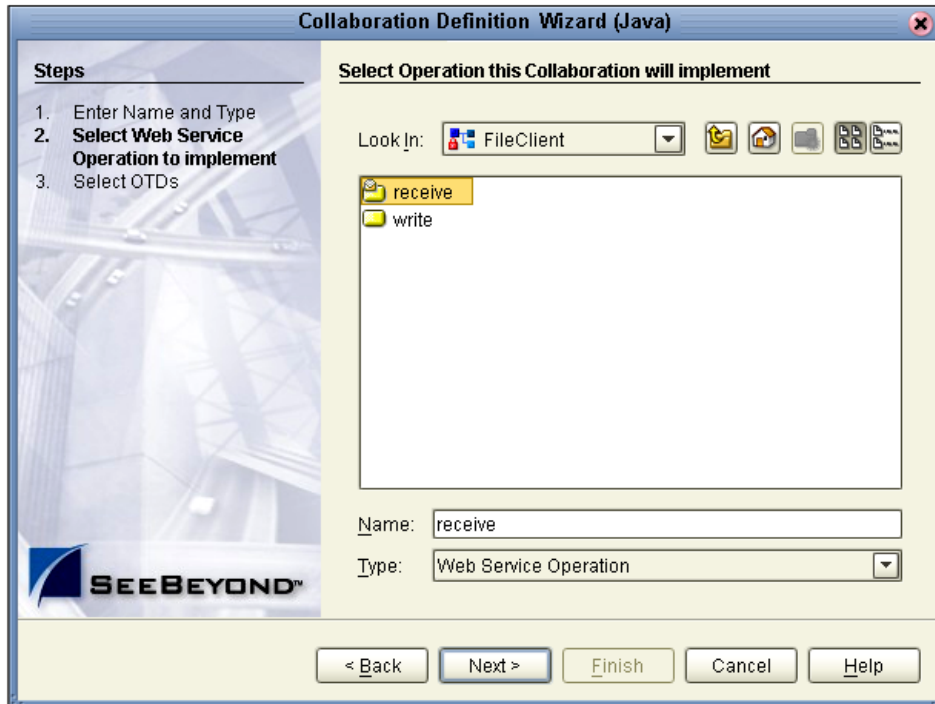 Collaboration Definition Wizard (Java)
Steps
1. Enter Name and Type
2. Select Web Service
Operation to implement
3. Select OTDs
Select Operation this Collaboration will implement
Look In: FileClient
receive
write
Name: receive
Type: Web Service Operation
SEEBEYOND™
< Back Next > Finish Cancel Help